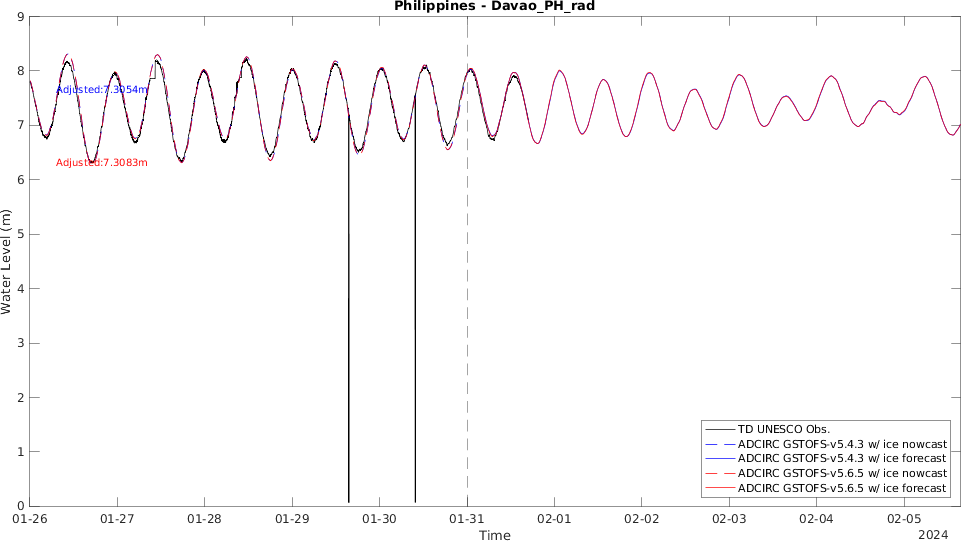 Philippines - Davao_PH_rad
9
8
7
6
5
4
3
2
1
0
Water Level (m)
Adjusted:7.3054m
Adjusted:7.3083m
TD UNESCO Obs.
ADCIRC GSTOFS-v5.4.3 w/ ice nowcast
ADCIRC GSTOFS-v5.4.3 w/ ice forecast
ADCIRC GSTOFS-v5.6.5 w/ ice nowcast
ADCIRC GSTOFS-v5.6.5 w/ ice forecast
01-26 01-27 01-28 01-29 01-30 01-31 02-01 02-02 02-03 02-04 02-05
Time
2024